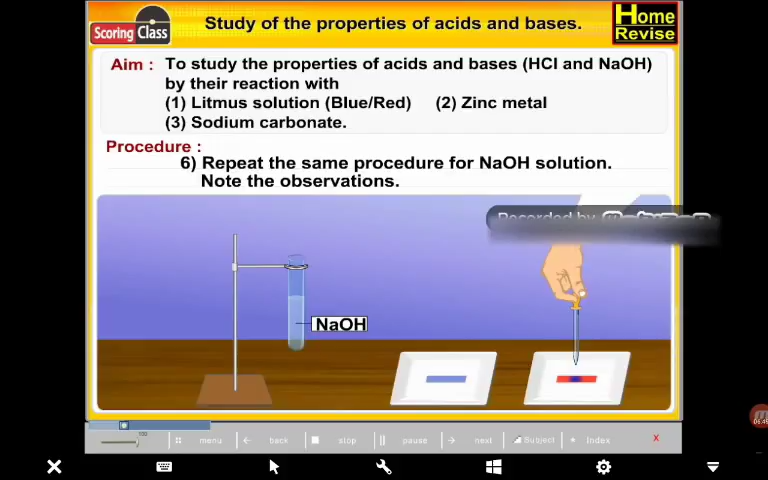 Scoring Class
Study of the properties of acids and bases.
Home
Revise
Aim : To study the properties of acids and bases (HCl and NaOH)
by their reaction with
(1) Litmus solution (Blue/Red) (2) Zinc metal
(3) Sodium carbonate.
Procedure :
6) Repeat the same procedure for NaOH solution.
Note the observations.
Recorded by
NaOH
menu back stop pause next Subject Index X